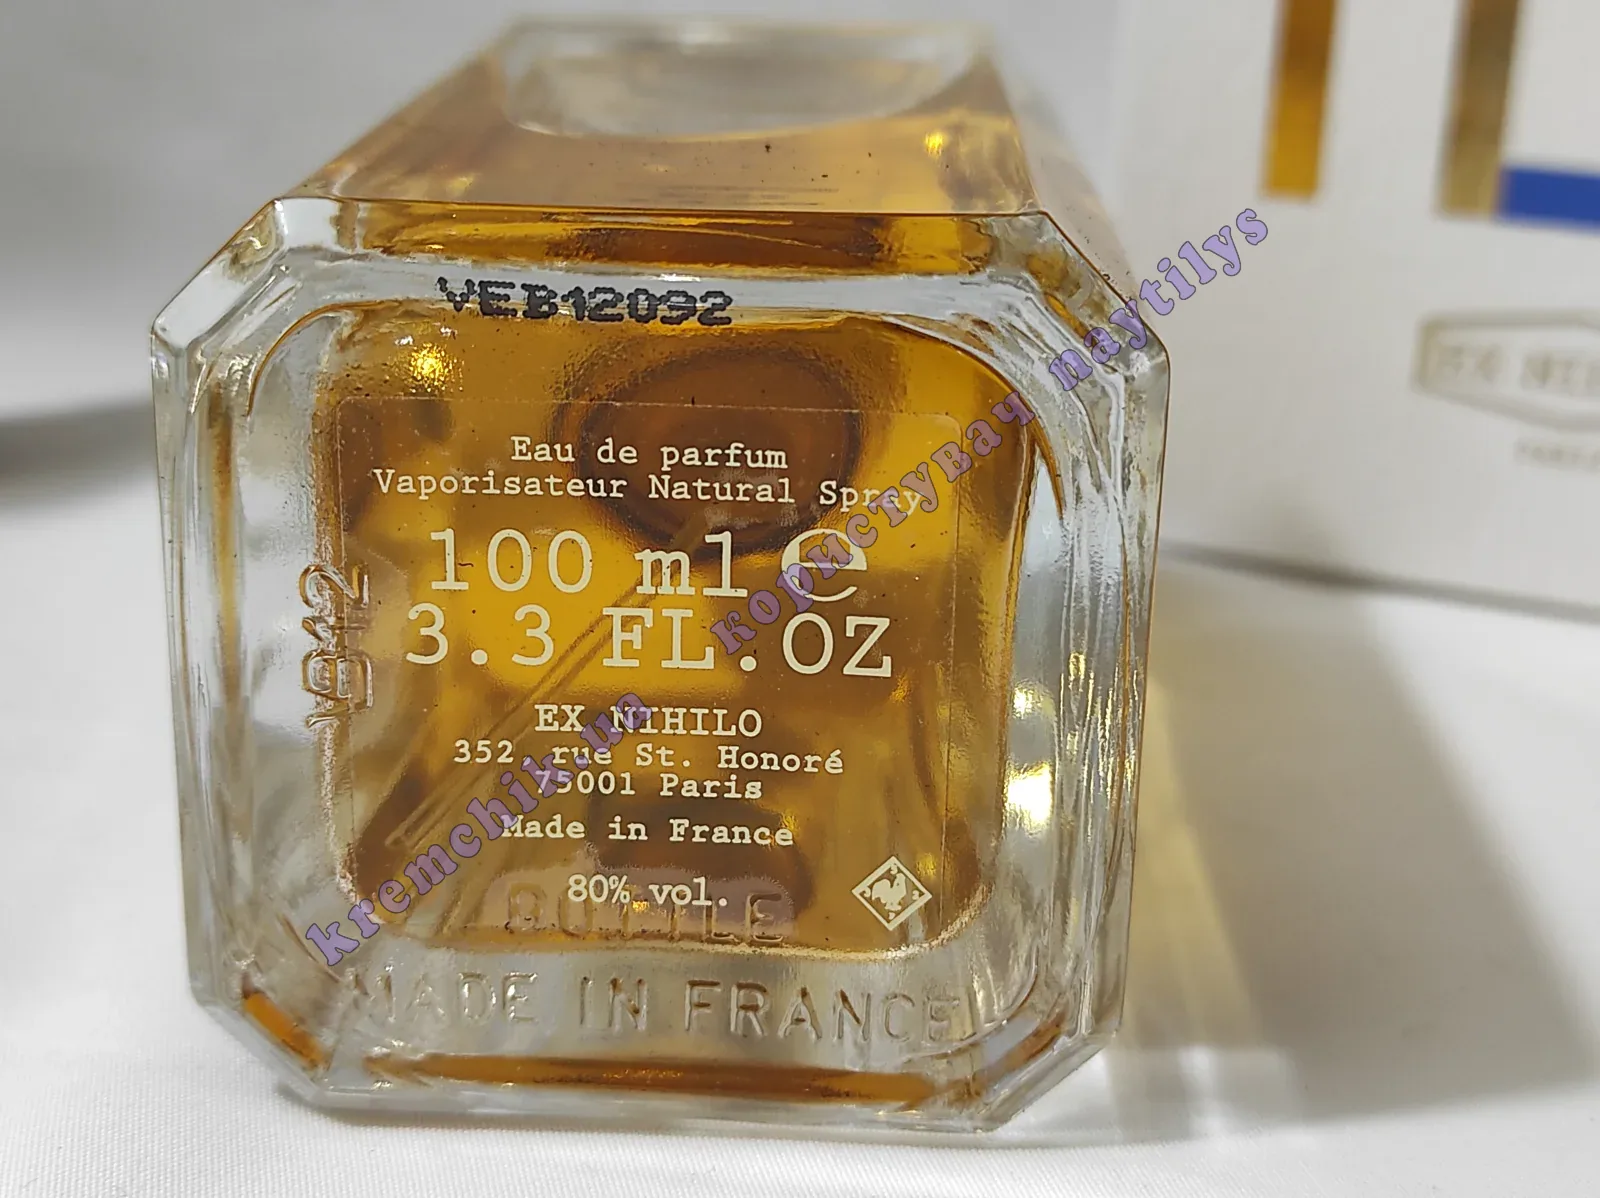 VEB12092
Eau de parfum
Vaporisateur Natural Spray
100 ml e
3.3 FL.OZ
EX NIHILO
352, rue St. Honoré
75001 Paris
Made in France
80% vol.
BOTTLE
MADE IN FRANCE
EX
kremchik.ua користувач naytilys